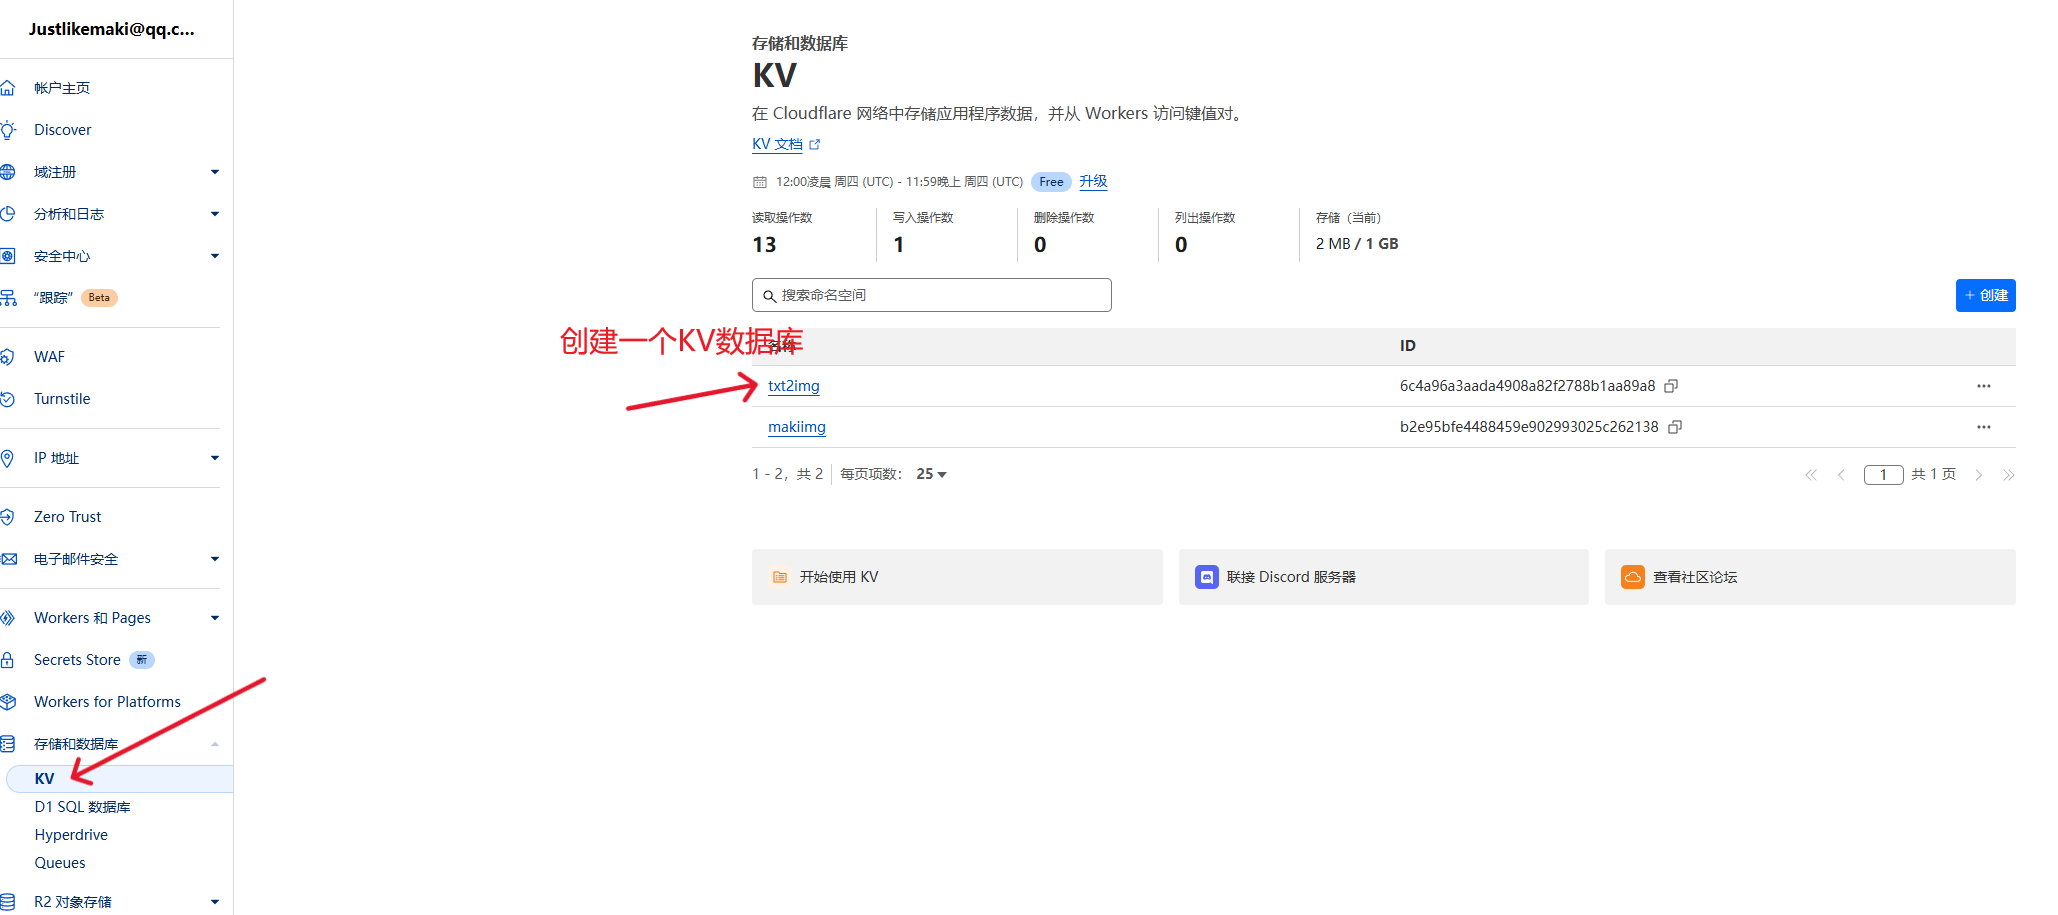 Justlikemaki@qq.c...
帐户主页
Discover
域注册
分析和日志
安全中心
“跟踪” Beta
WAF
Turnstile
IP 地址
Zero Trust
电子邮件安全
Workers 和 Pages
Secrets Store 新
Workers for Platforms
存储和数据库
KV
D1 SQL 数据库
Hyperdrive
Queues
R2 对象存储
存储和数据库
KV
在 Cloudflare 网络中存储应用程序数据，并从 Workers 访问键值对。
KV 文档
12:00凌晨 周四 (UTC) - 11:59晚上 周四 (UTC) Free 升级
读取操作数 写入操作数 删除操作数 列出操作数 存储（当前）
13 1 0 0 2 MB / 1 GB
搜索命名空间
+ 创建
创建一个KV数据库
名称 ID
txt2img 6c4a96a3aada4908a82f2788b1aa89a8
makiimg b2e95bfe4488459e902993025c262138
1 - 2，共 2 每页项数： 25 1 共 1 页
开始使用 KV 联接 Discord 服务器 查看社区论坛